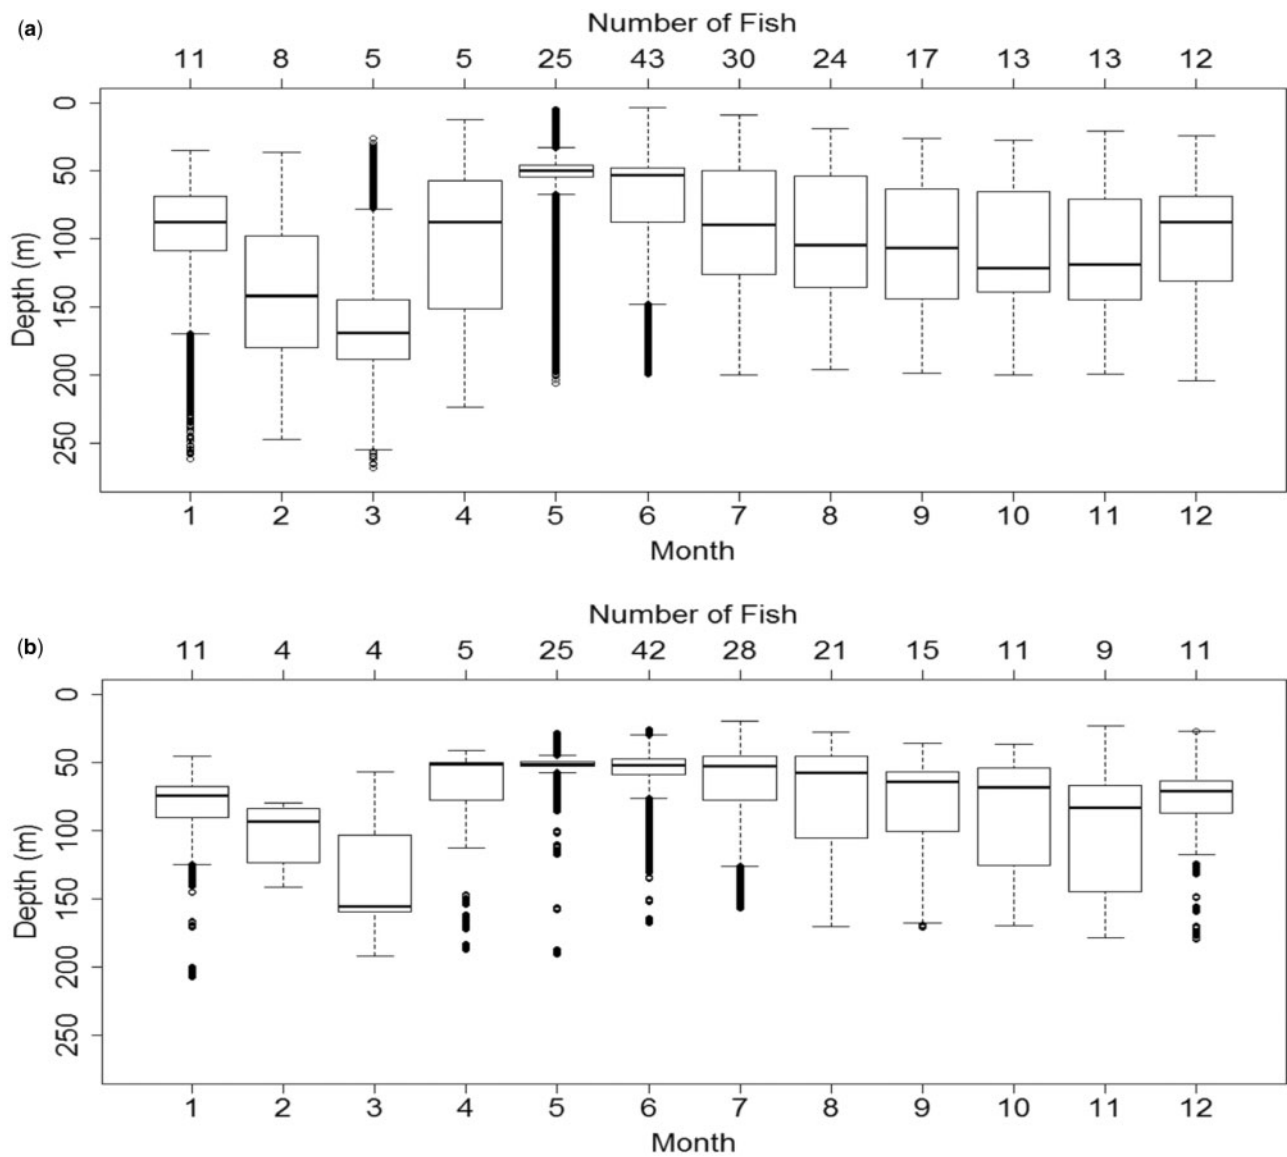 (a)
Number of Fish
11 8 5 5 25 43 30 24 17 13 13 12
Depth (m)
0
50
100
150
200
250
1 2 3 4 5 6 7 8 9 10 11 12
Month
(b)
Number of Fish
11 4 4 5 25 42 28 21 15 11 9 11
Depth (m)
0
50
100
150
200
250
1 2 3 4 5 6 7 8 9 10 11 12
Month